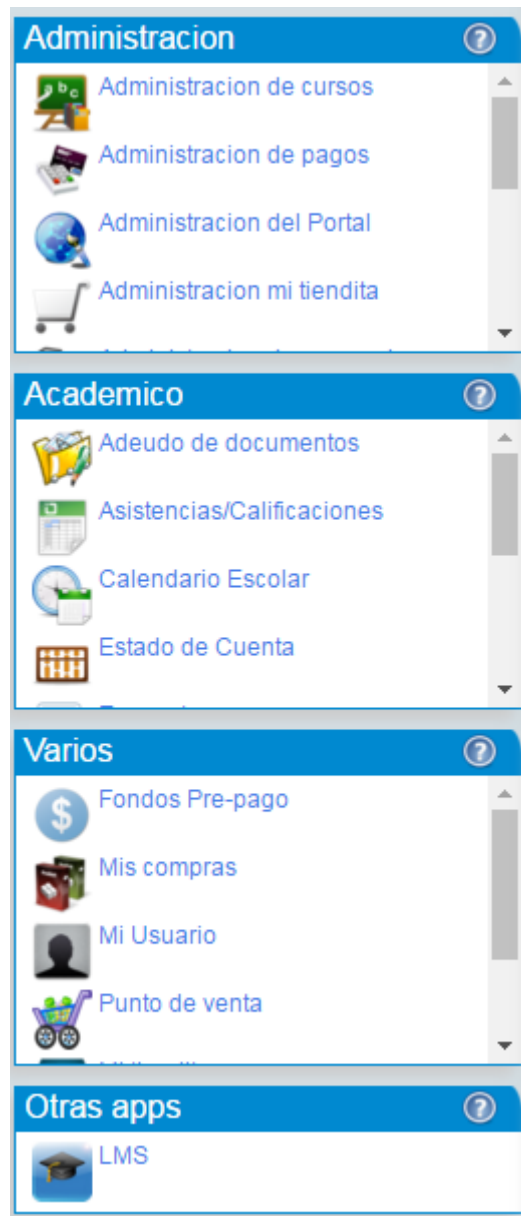 Administracion
Administracion de cursos
Administracion de pagos
Administracion del Portal
Administracion mi tiendita
Academico
Adeudo de documentos
Asistencias/Calificaciones
Calendario Escolar
Estado de Cuenta
Varios
Fondos Pre-pago
Mis compras
Mi Usuario
Punto de venta
Otras apps
LMS